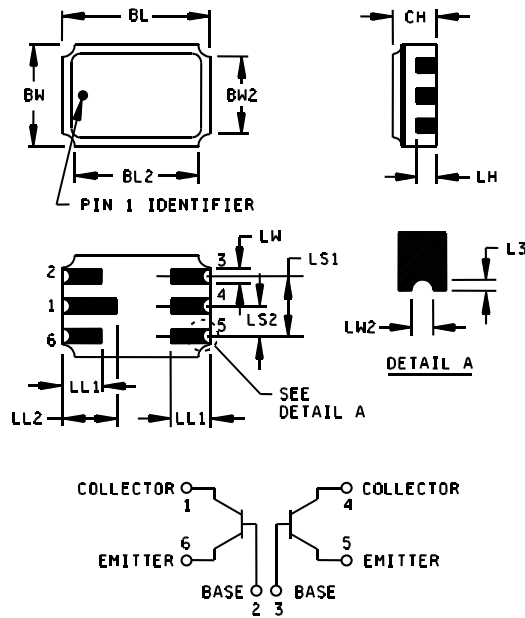 BL
CH
BW
BW2
BL2
LH
PIN 1 IDENTIFIER
LW
LS1
L3
2
3
1
4
LS2
6
5
LW2
LL1
DETAIL A
LL2
LL1
SEE
DETAIL A
COLLECTOR
1
COLLECTOR
4
6
5
EMITTER
EMITTER
BASE
BASE
2
3